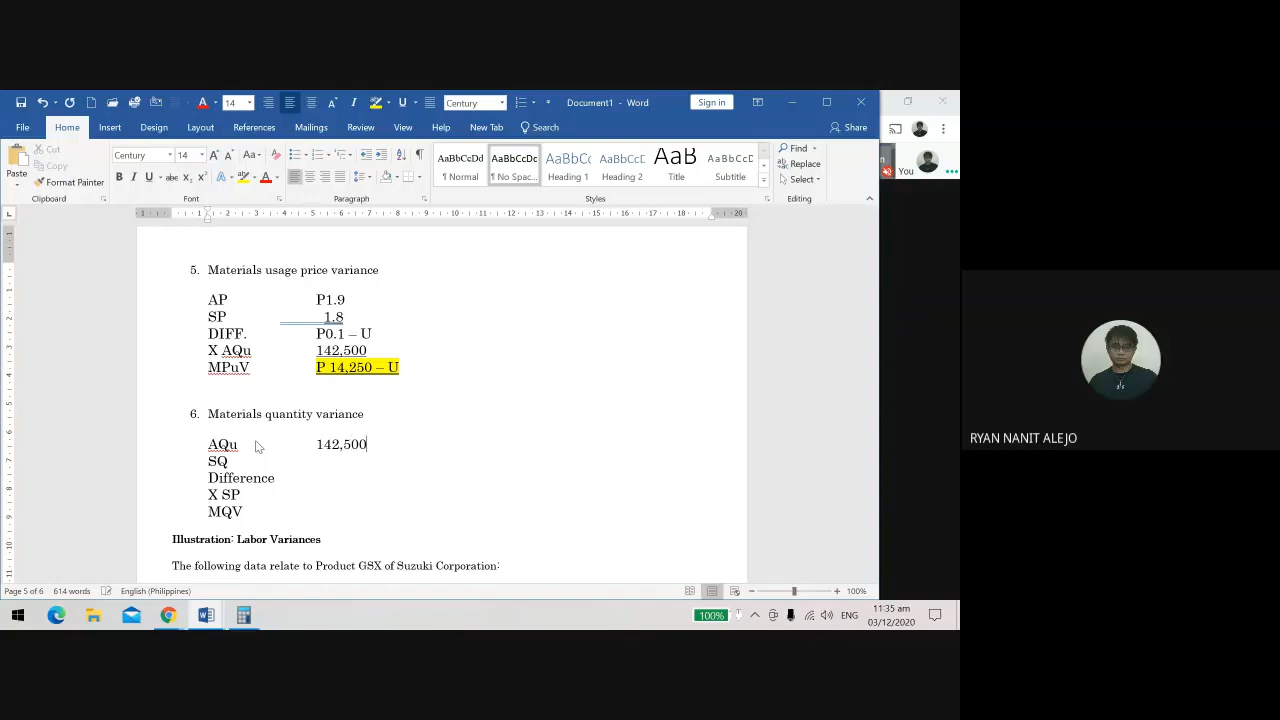 14
Century
Document1 - Word
Sign in
File
Home
Insert
Design
Layout
References
Mailings
Review
View
Help
New Tab
Search
Share
Cut
Copy
Paste
Format Painter
Century
14
AaBbCcDd
AaBbCcDc
AaBbC(
AaBbCcE
AaB
AaBbCcD
¶ Normal
¶ No Spac...
Heading 1
Heading 2
Title
Subtitle
Find
Replace
Select
You
Clipboard
Font
Paragraph
Styles
Editing
5. Materials usage price variance
AP P1.9
SP 1.8
DIFF. P0.1 – U
X AQu 142,500
MPuV P 14,250 – U
6. Materials quantity variance
AQu 142,500
SQ
Difference
X SP
MQV
Illustration: Labor Variances
The following data relate to Product GSX of Suzuki Corporation:
RYAN NANIT ALEJO
Page 5 of 6
614 words
English (Philippines)
100%
100%
ENG
11:35 am
03/12/2020